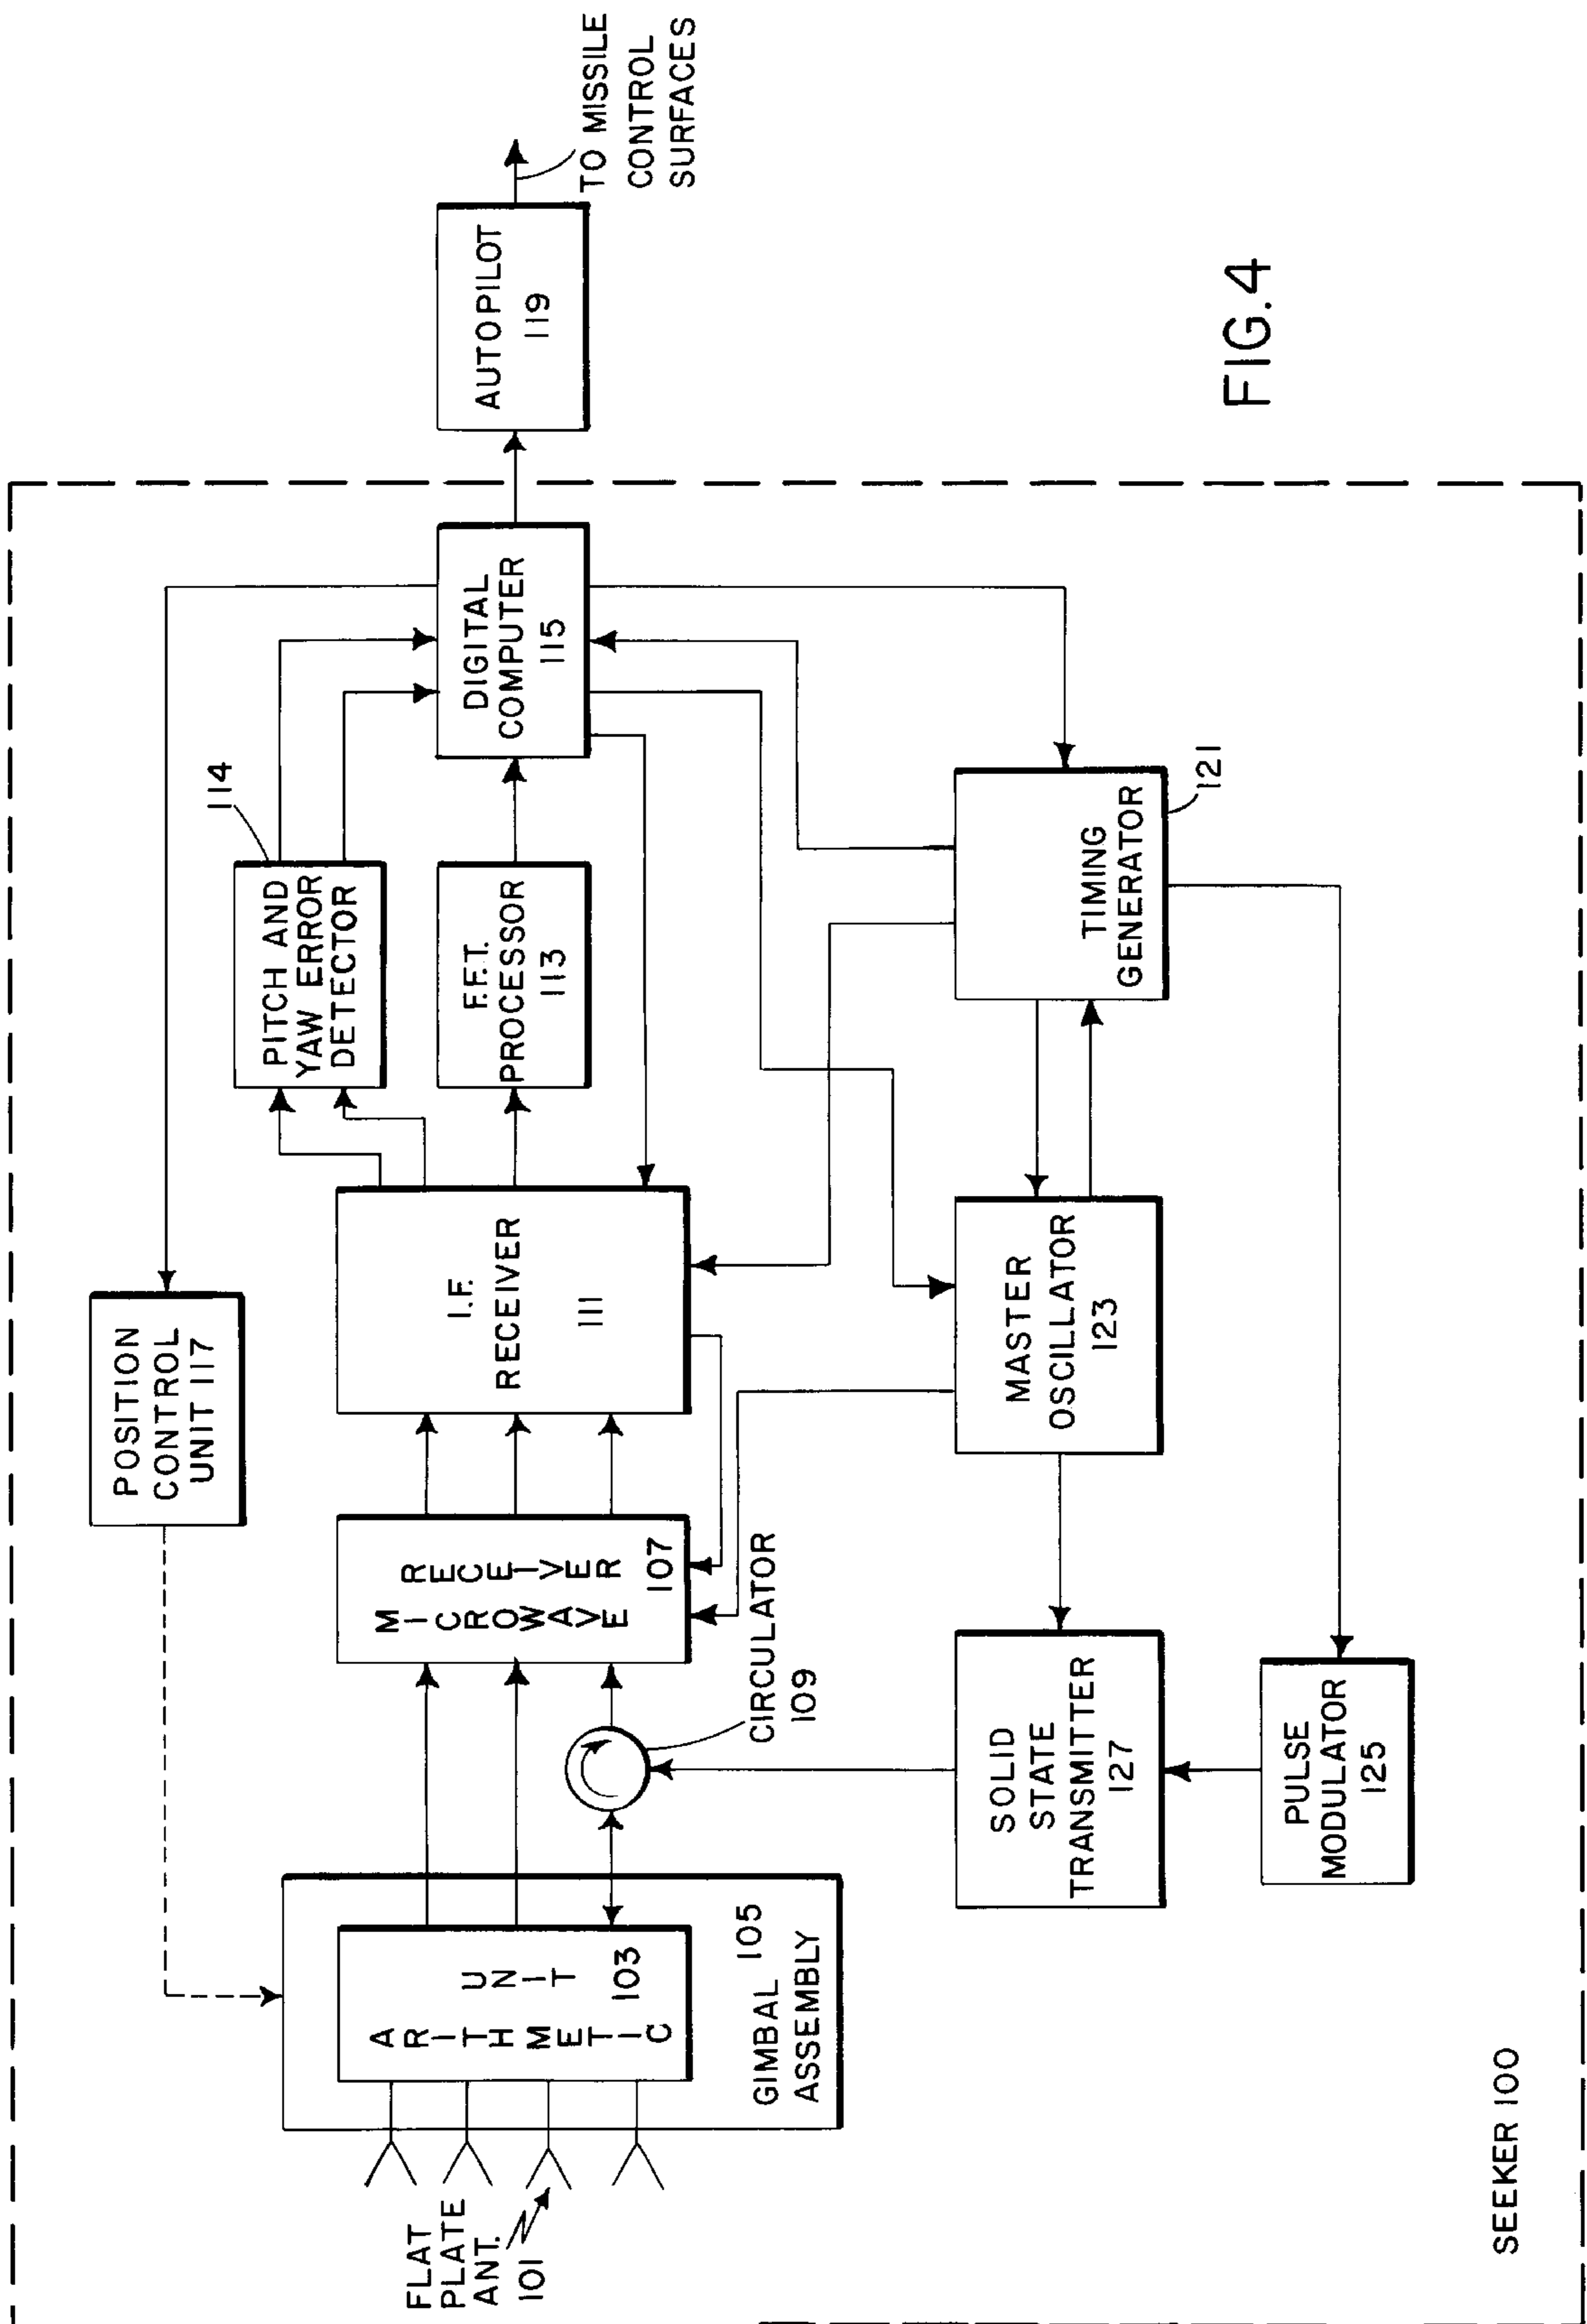 POSITION
CONTROL
UNIT 117
114
PITCH AND
YAW ERROR
DETECTOR
FLAT
PLATE
ANT.
101
ARITHMETIC
UNIT
103
GIMBAL 105
ASSEMBLY
MICROWAVE
RECEIVER
107
CIRCULATOR
109
I.F.
RECEIVER
111
F.F.T.
PROCESSOR
113
DIGITAL
COMPUTER
115
AUTOPILOT
119
TO MISSILE
CONTROL
SURFACES
SOLID
STATE
TRANSMITTER
127
MASTER
OSCILLATOR
123
TIMING
GENERATOR
121
PULSE
MODULATOR
125
SEEKER 100
FIG.4